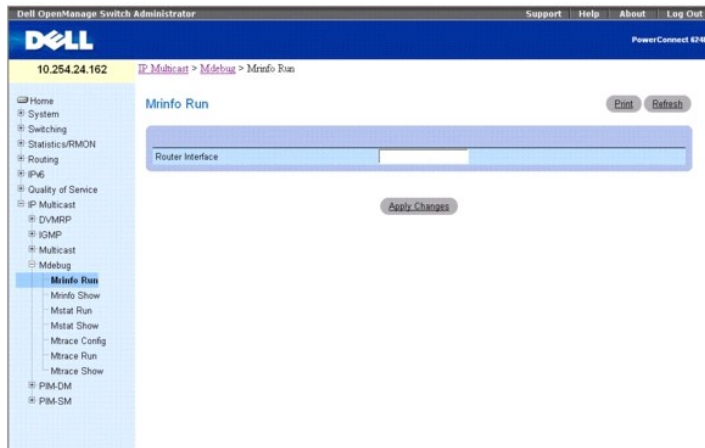 Dell OpenManage Switch Administrator
Support Help About Log Out
DELL
PowerConnect 6248
10.254.24.162
IP Multicast > Mdebug > Mrinfo Run
Home
System
Switching
Statistics/RMON
Routing
IPv6
Quality of Service
IP Multicast
DVMRP
IGMP
Multicast
Mdebug
Mrinfo Run
Mrinfo Show
Mstat Run
Mstat Show
Mtrace Config
Mtrace Run
Mtrace Show
PIM-DM
PIM-SM
Mrinfo Run
Print Refresh
Router Interface
Apply Changes